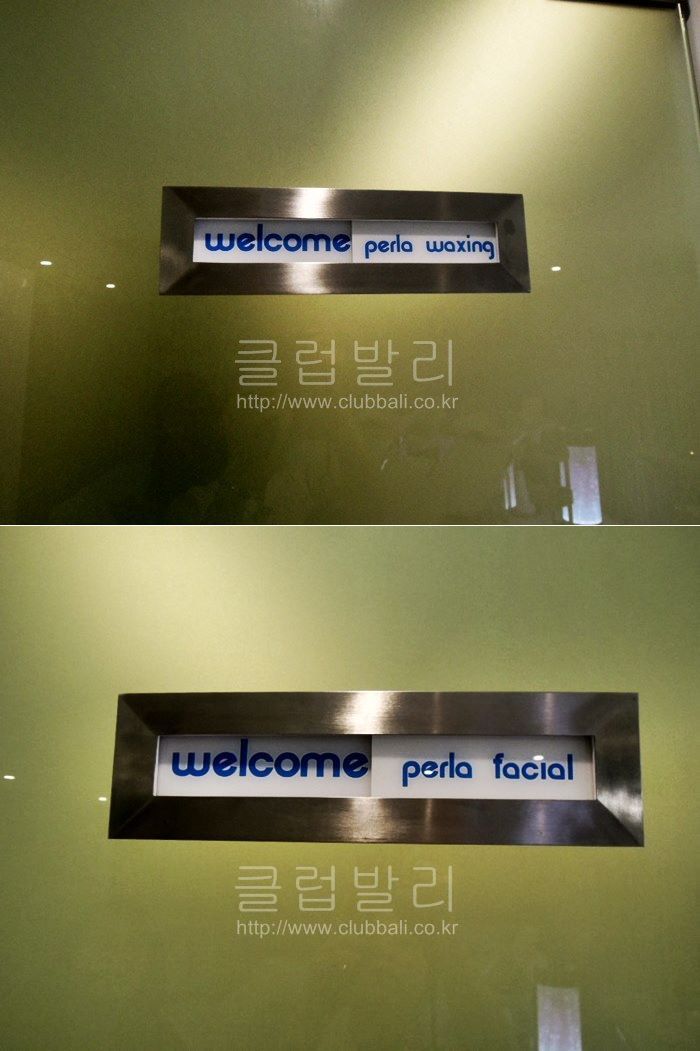 welcome perla waxing
클럽발리
http://www.clubbali.co.kr
welcome perla facial
클럽발리
http://www.clubbali.co.kr